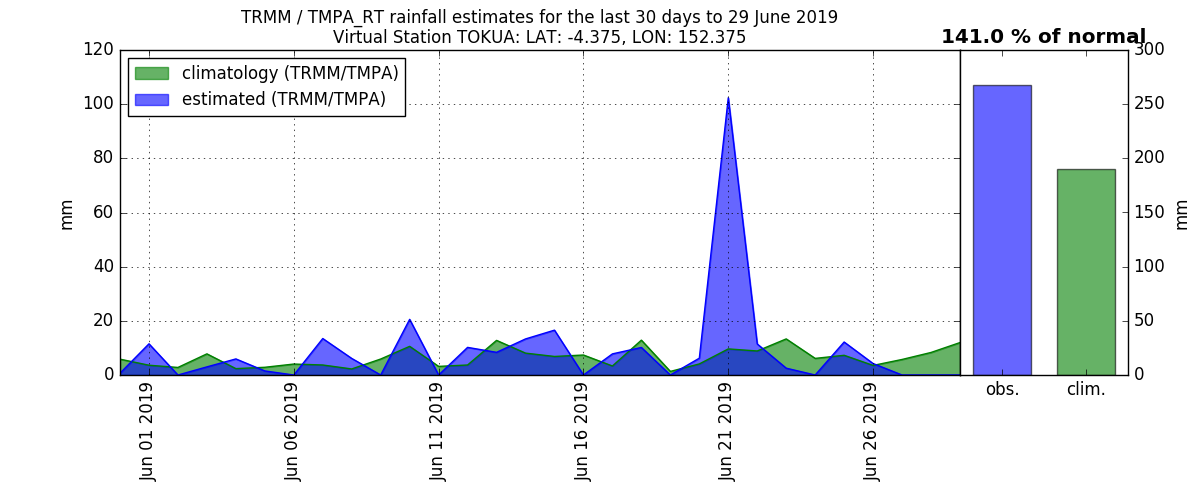 TRMM / TMPA_RT rainfall estimates for the last 30 days to 29 June 2019
Virtual Station TOKUA: LAT: -4.375, LON: 152.375
141.0 % of normal
climatology (TRMM/TMPA)
estimated (TRMM/TMPA)
mm
120
100
80
60
40
20
0
Jun 01 2019
Jun 06 2019
Jun 11 2019
Jun 16 2019
Jun 21 2019
Jun 26 2019
obs.
clim.
300
250
200
150
100
50
0
mm